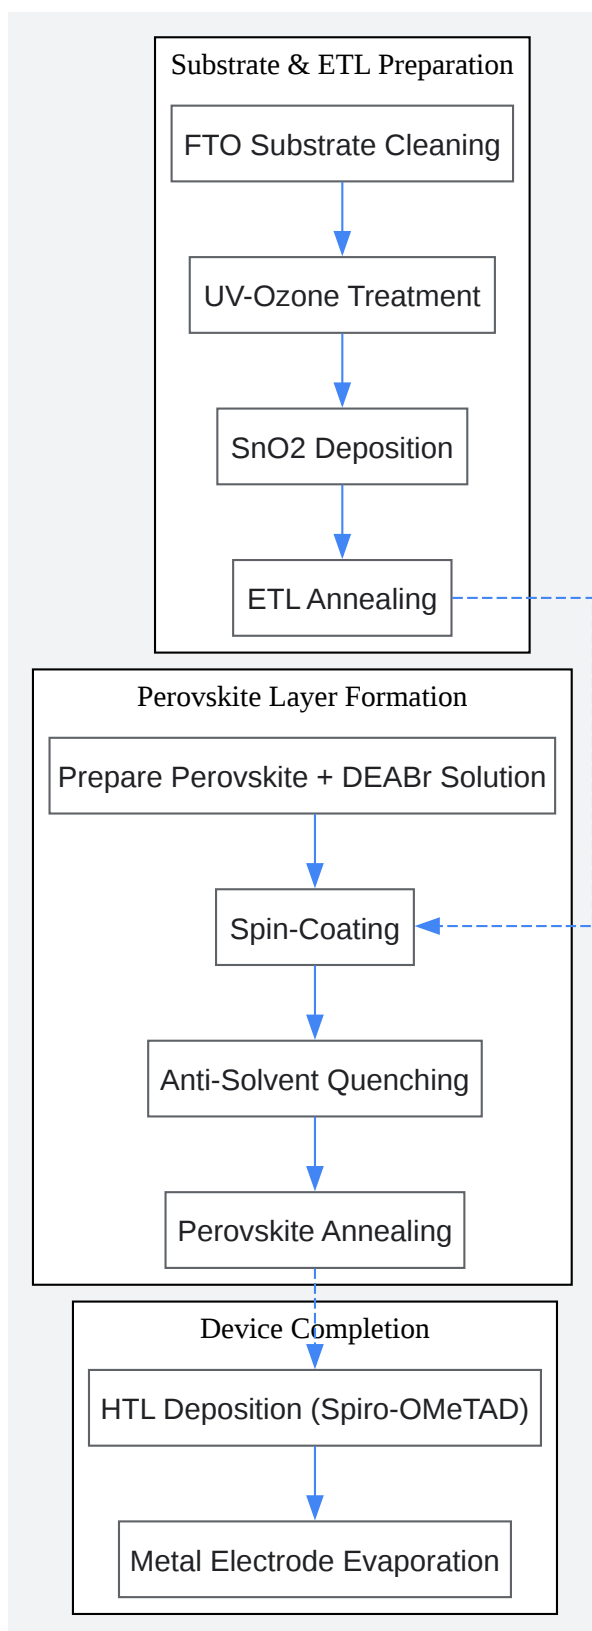 Substrate & ETL Preparation
FTO Substrate Cleaning
UV-Ozone Treatment
SnO2 Deposition
ETL Annealing
Perovskite Layer Formation
Prepare Perovskite + DEABr Solution
Spin-Coating
Anti-Solvent Quenching
Perovskite Annealing
Device Completion
HTL Deposition (Spiro-OMeTAD)
Metal Electrode Evaporation